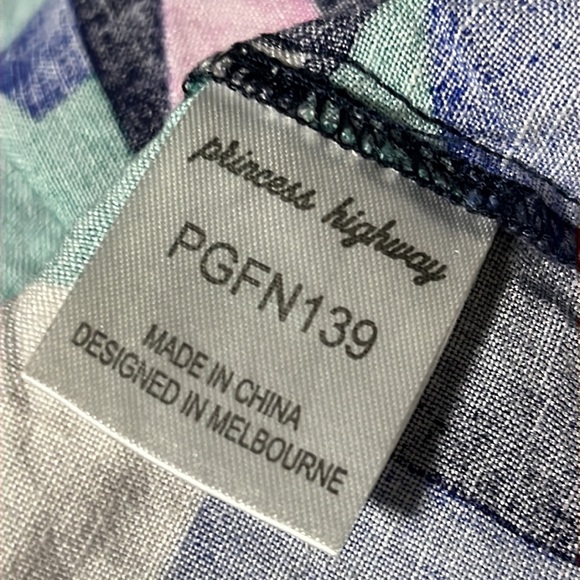 princess highway
PGFN139
MADE IN CHINA
DESIGNED IN MELBOURNE